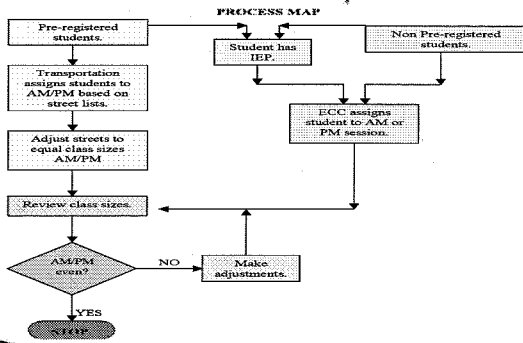 PROCESS MAP
Pre-registered
students.
Student has
IEP.
Non Pre-registered
students.
Transportation
assigns students to
AM/PM based on
street lists.
ECC assigns
student to AM or
PM session.
Adjust streets to
equal class sizes
AM/PM
Review class sizes.
AM/PM
even?
NO
Make
adjustments.
YES
STOP